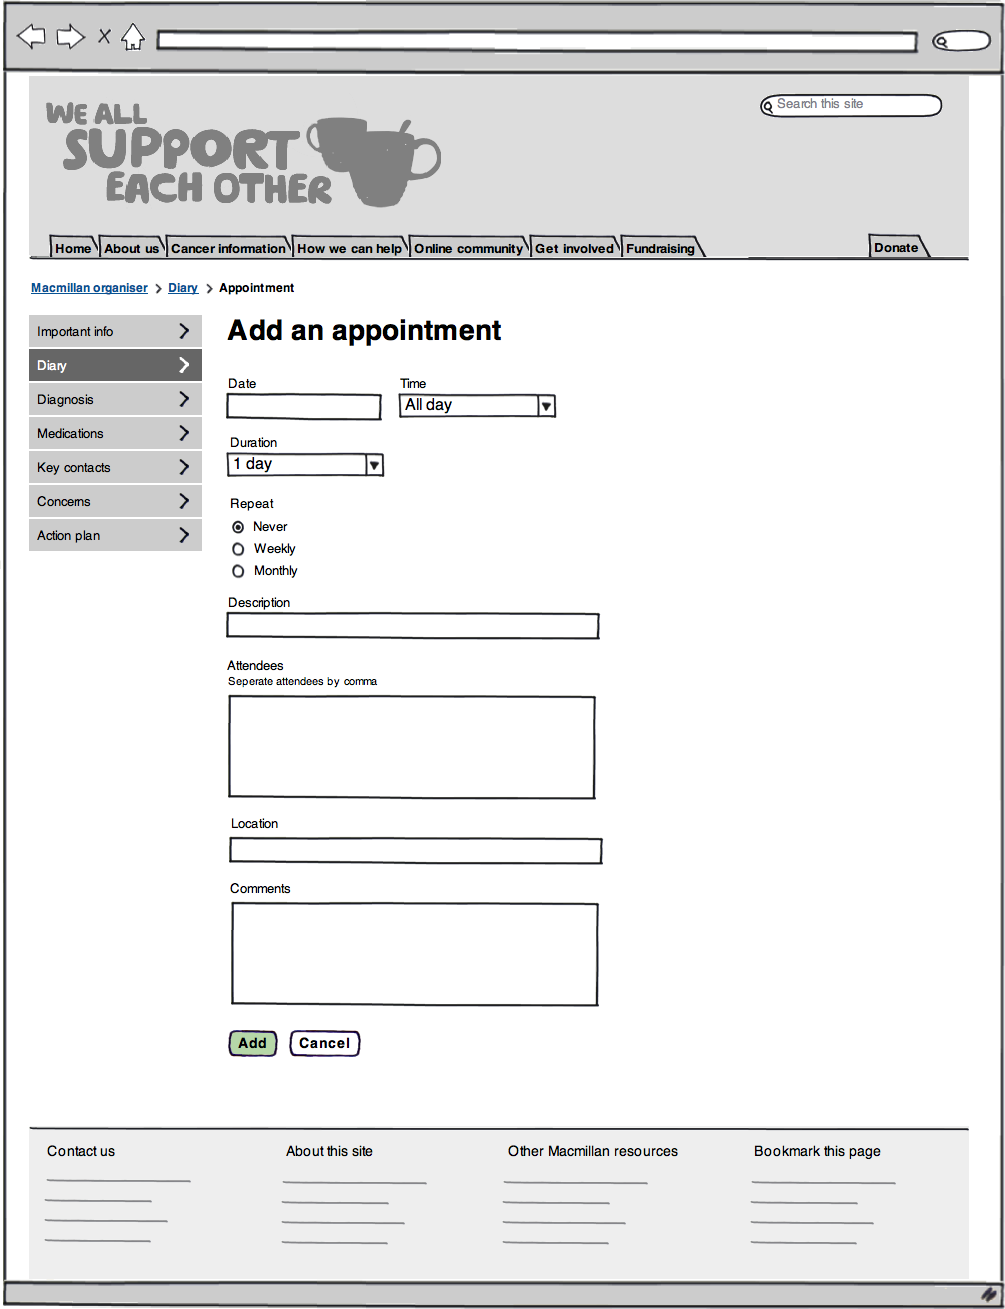 WE ALL
SUPPORT
EACH OTHER
Search this site
Home About us Cancer information How we can help Online community Get involved Fundraising Donate
Macmillan organiser > Diary > Appointment
Important info
Diary
Diagnosis
Medications
Key contacts
Concerns
Action plan
Add an appointment
Date Time
All day
Duration
1 day
Repeat
Never
Weekly
Monthly
Description
Attendees
Seperate attendees by comma
Location
Comments
Add Cancel
Contact us About this site Other Macmillan resources Bookmark this page